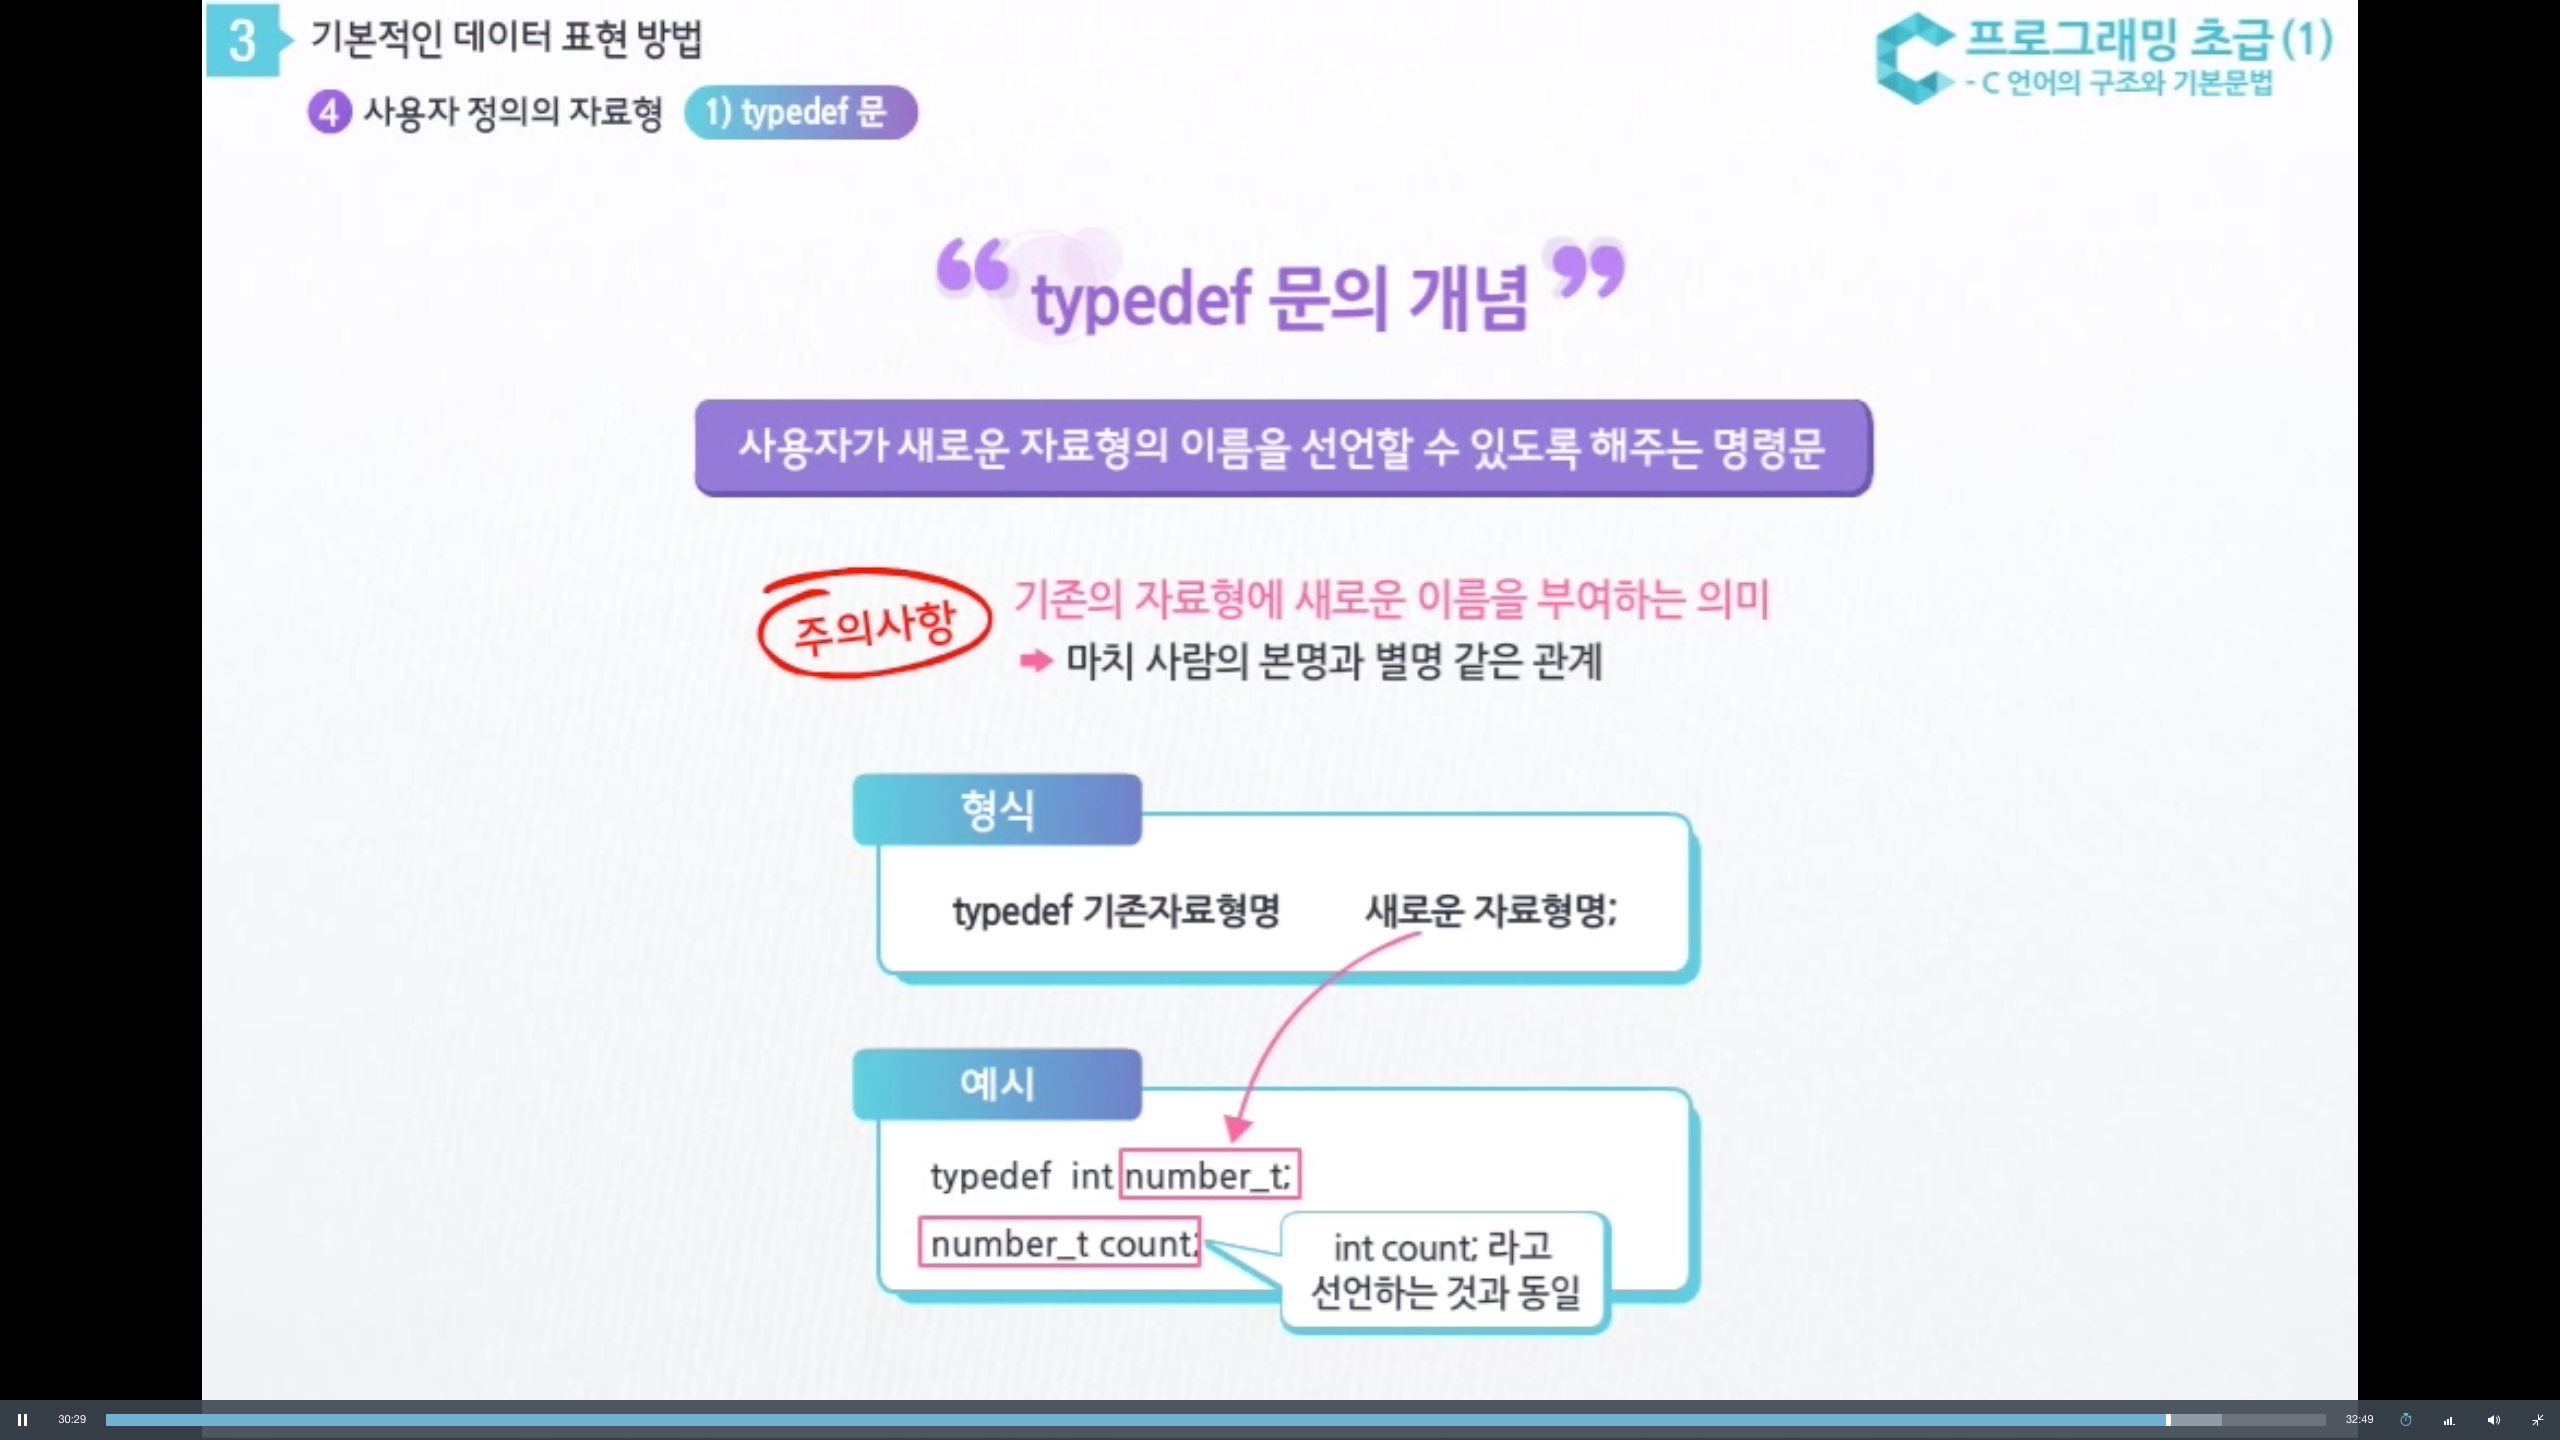 3 기본적인 데이터 표현 방법
프로그래밍 초급(1)
- C 언어의 구조와 기본문법
4 사용자 정의의 자료형 1) typedef 문
“ typedef 문의 개념 ”
사용자가 새로운 자료형의 이름을 선언할 수 있도록 해주는 명령문
주의사항
기존의 자료형에 새로운 이름을 부여하는 의미
➡ 마치 사람의 본명과 별명 같은 관계
형식
typedef 기존자료형명 새로운 자료형명;
예시
typedef int number_t;
number_t count;
int count; 라고
선언하는 것과 동일
30:29
32:49